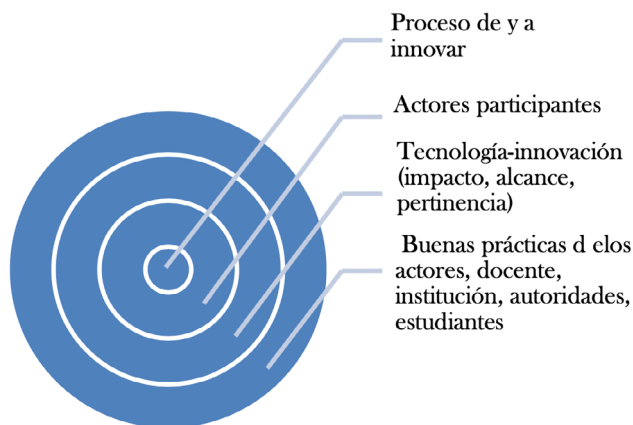 Proceso de y a
innovar
Actores participantes
Tecnología-innovación
(impacto, alcance,
pertinencia)
Buenas prácticas d elos
actores, docente,
institución, autoridades,
estudiantes